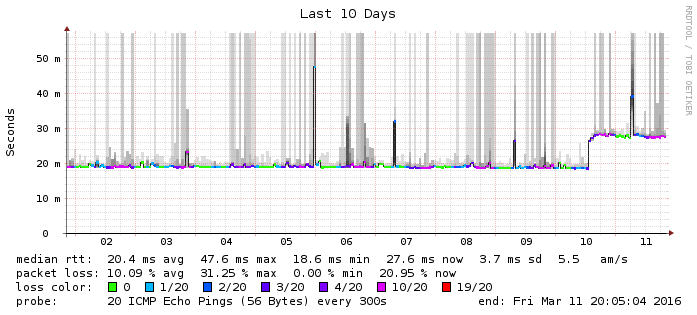 Last 10 Days
RRDTOOL / TOBI OETIKER
Seconds
50 m
40 m
30 m
20 m
10 m
0
02 03 04 05 06 07 08 09 10 11
median rtt: 20.4 ms avg 47.6 ms max 18.6 ms min 27.6 ms now 3.7 ms sd 5.5 am/s
packet loss: 10.09 % avg 31.25 % max 0.00 % min 20.95 % now
loss color: 0 1/20 2/20 3/20 4/20 10/20 19/20
probe: 20 ICMP Echo Pings (56 Bytes) every 300s end: Fri Mar 11 20:05:04 2016